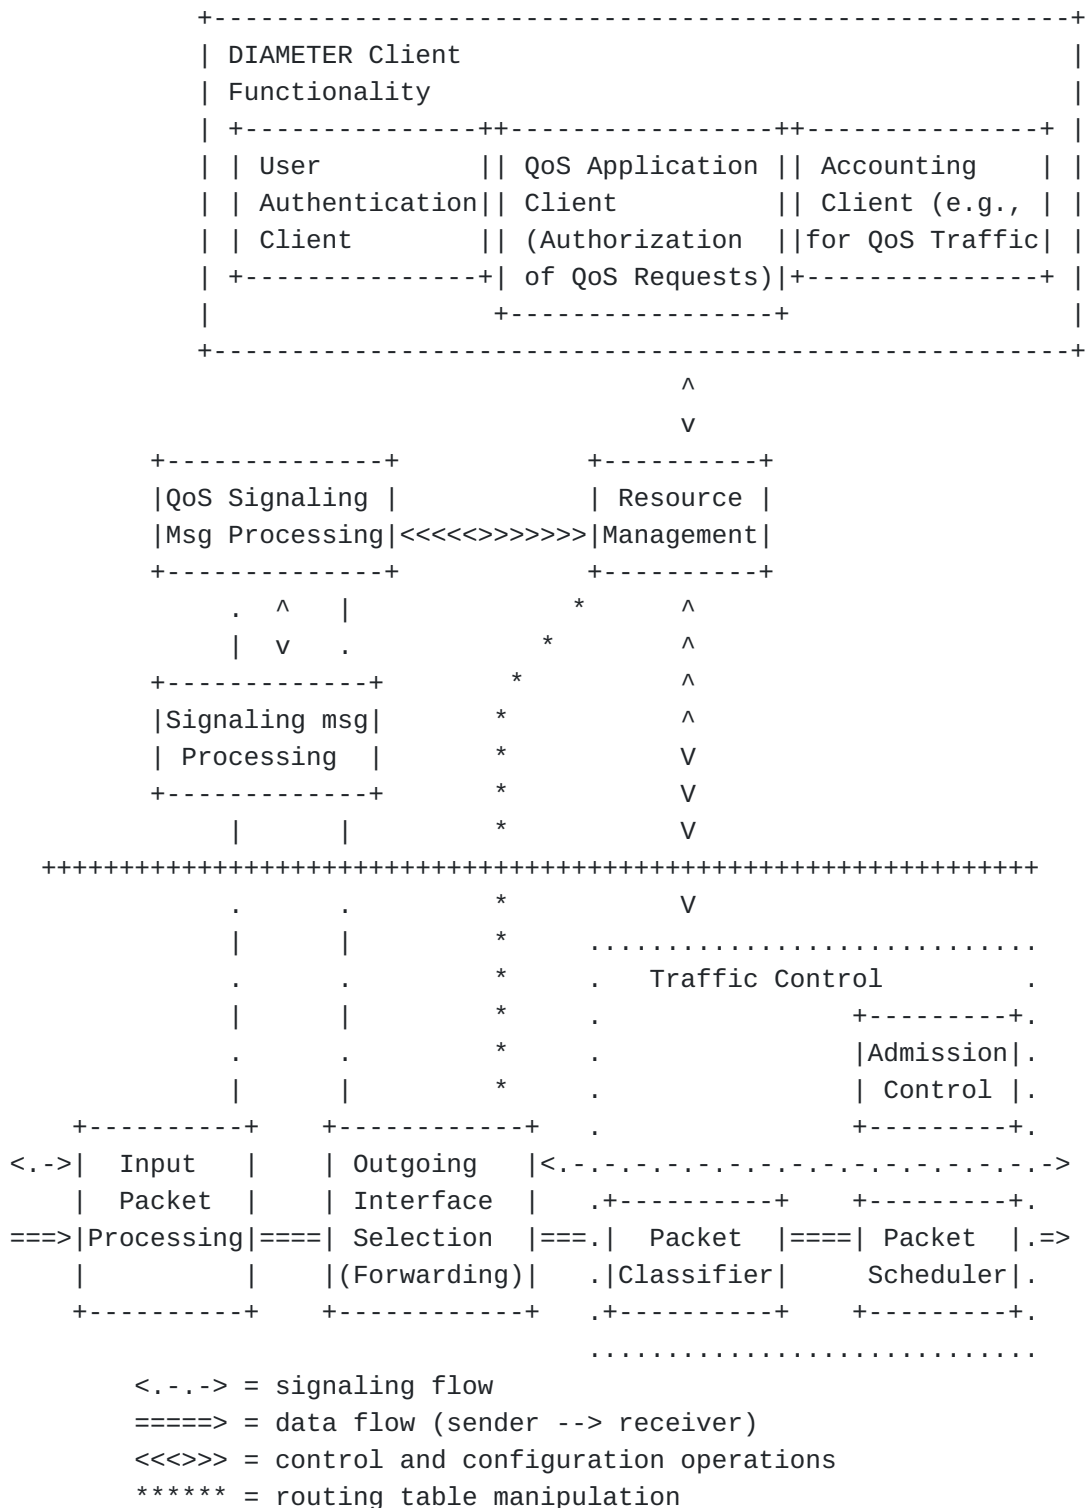 +-------------------------------------------------------+
| DIAMETER Client                                       |
| Functionality                                         |
| +---------------++-----------------++---------------+ |
| | User          || QoS Application || Accounting    | |
| | Authentication|| Client          || Client (e.g., | |
| | Client        || (Authorization  ||for QoS Traffic| |
| +---------------+| of QoS Requests)|+---------------+ |
|                  +-----------------+                  |
+-------------------------------------------------------+
                                           ^
                                           v
         +--------------+            +----------+
         |QoS Signaling |            | Resource |
         |Msg Processing|<<<<<>>>>>>>|Management|
         +--------------+            +----------+
              .  ^   |              *      ^
              |  v   .            *        ^
         +-------------+        *          ^
         |Signaling msg|       *           ^
         | Processing  |       *           V
         +-------------+       *           V
              |      |         *           V
  ++++++++++++++++++++++++++++++++++++++++++++++++++++++++++++++++
              .      .         *           V
              |      |         *     .............................
              .      .         *     .   Traffic Control         .
              |      |         *     .                +---------+.
              .      .         *     .                |Admission|.
              |      |         *     .                | Control |.
    +----------+    +------------+   .                +---------+.
<.->|  Input   |    | Outgoing   |<.-.-.-.-.-.-.-.-.-.-.-.-.-.-.-.->
    |  Packet  |    | Interface  |   .+----------+    +---------+.
===>|Processing|====| Selection  |===.|  Packet  |====| Packet  |.=>
    |          |    |(Forwarding)|   .|Classifier|     Scheduler|.
    +----------+    +------------+   .+----------+    +---------+.
                                     .............................
        <.-.-> = signaling flow
        =====> = data flow (sender --> receiver)
        <<<>>> = control and configuration operations
        ****** = routing table manipulation